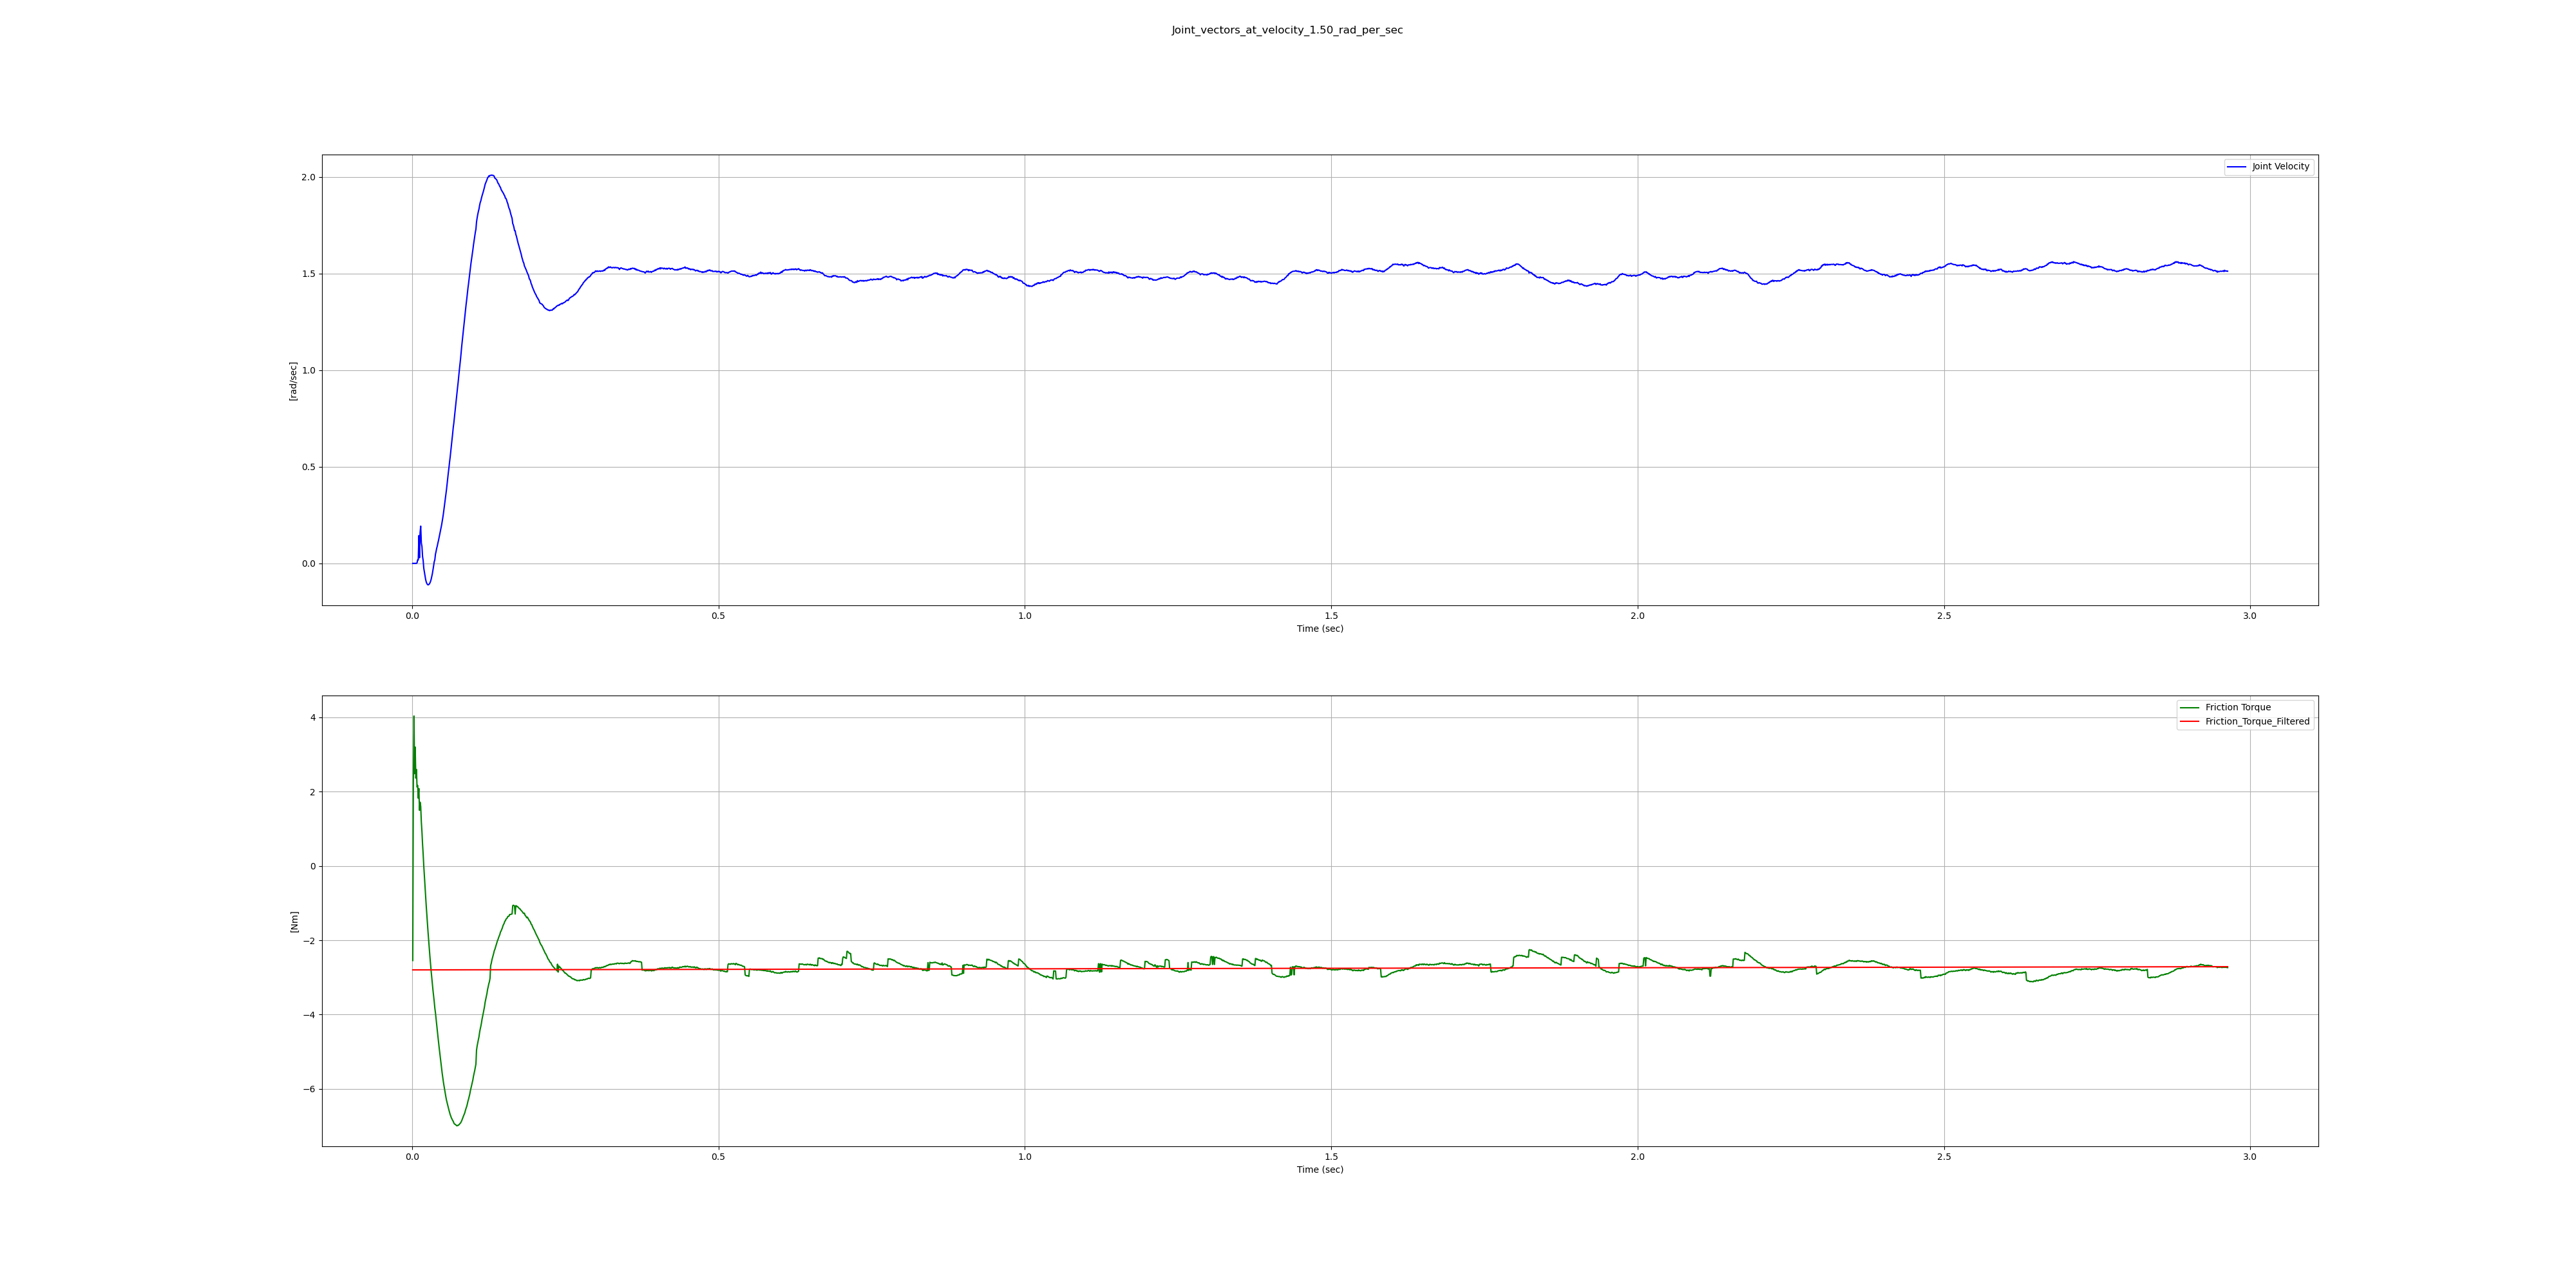 Joint_vectors_at_velocity_1.50_rad_per_sec
Joint Velocity
2.0
1.5
1.0
0.5
0.0
[rad/sec]
0.0 0.5 1.0 1.5 2.0 2.5 3.0
Time (sec)
Friction Torque
Friction_Torque_Filtered
4
2
0
−2
−4
−6
[Nm]
0.0 0.5 1.0 1.5 2.0 2.5 3.0
Time (sec)